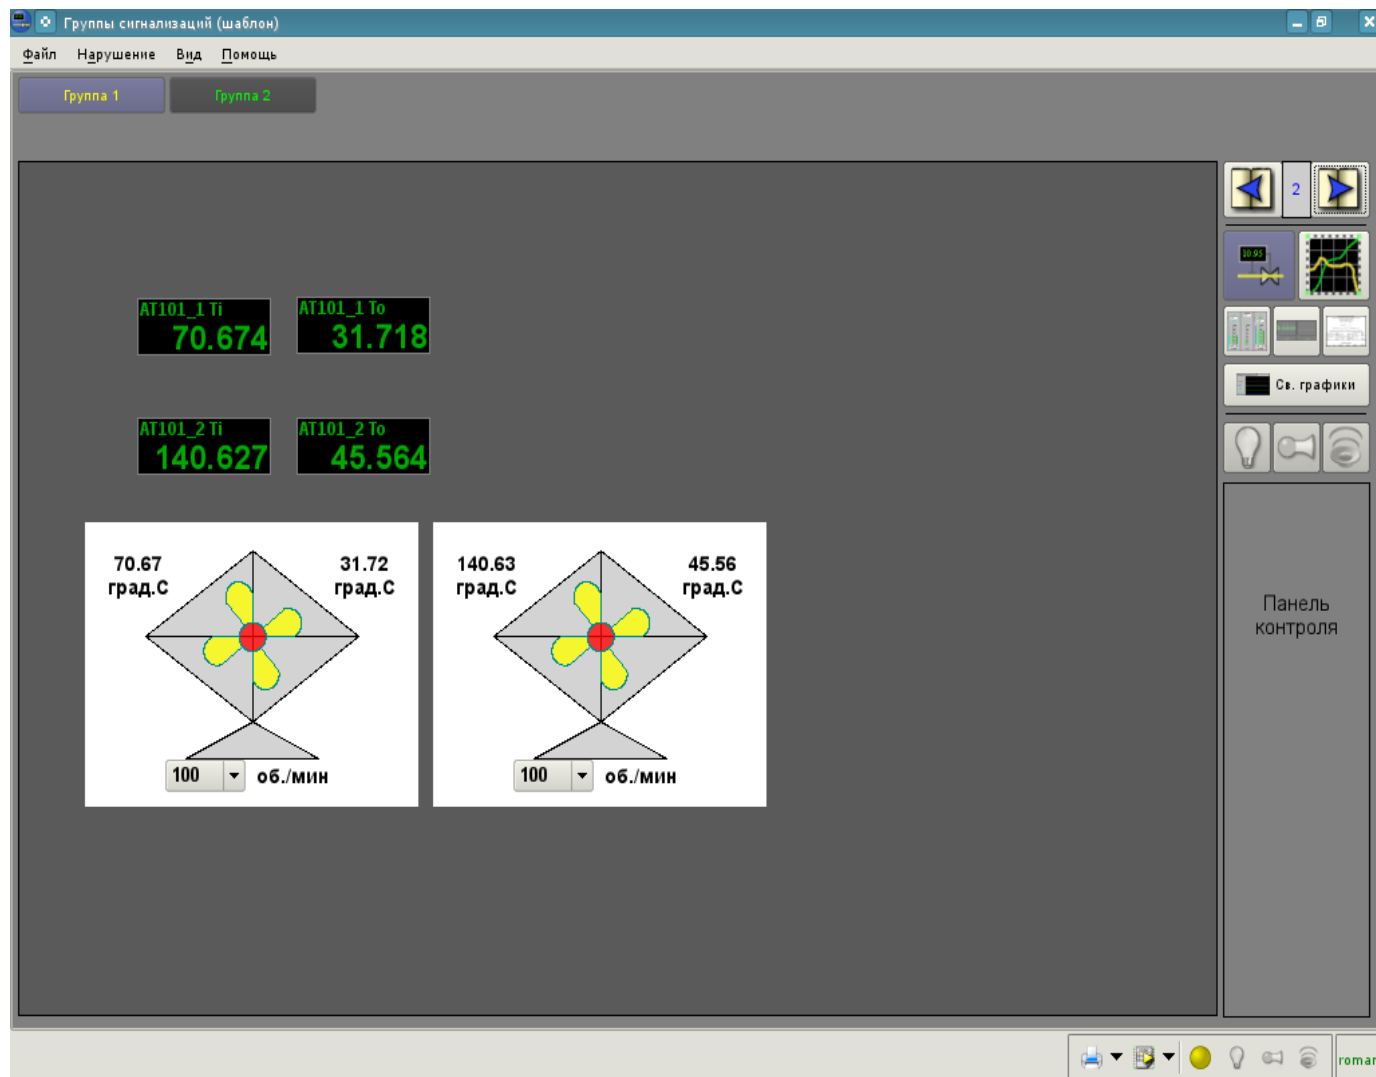 Группы сигнализаций (шаблон)
Файл Нарушение Вид Помощь
Группа 1 Группа 2
2
10.95
AT101_1 Ti AT101_1 To
70.674 31.718
Св. графики
AT101_2 Ti AT101_2 To
140.627 45.564
70.67 31.72 140.63 45.56
град.С град.С град.С град.С
Панель
контроля
100 об./мин 100 об./мин
roman